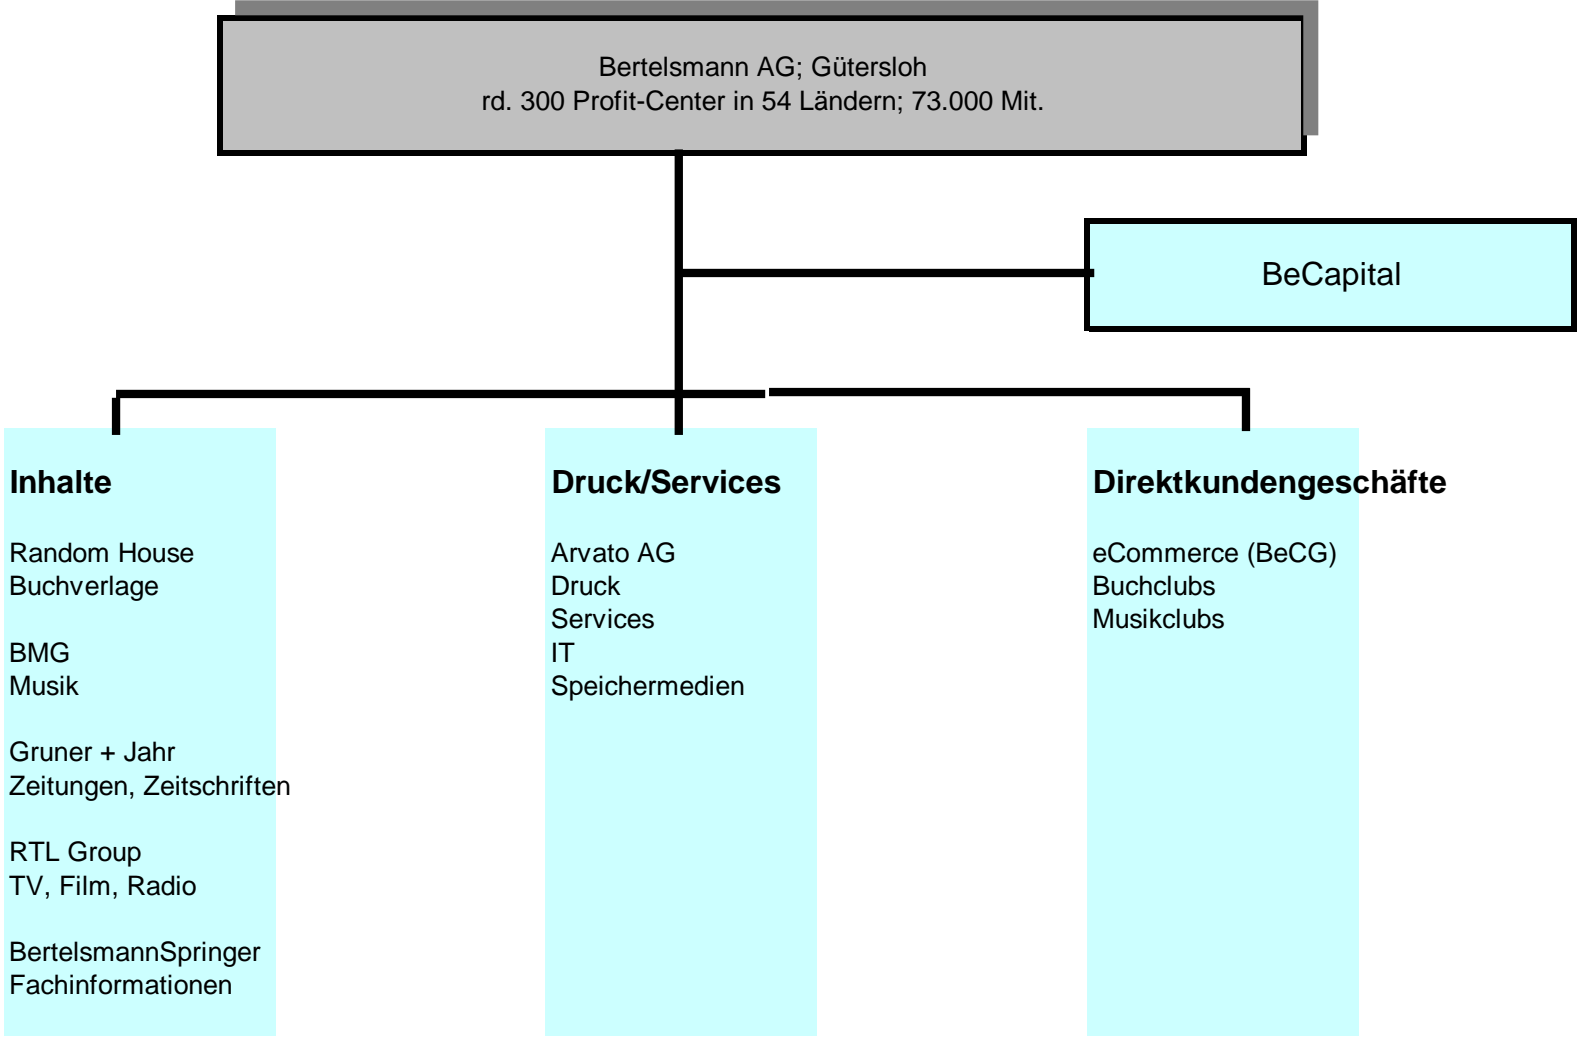 Bertelsmann AG; Gütersloh
rd. 300 Profit-Center in 54 Ländern; 73.000 Mit.
BeCapital
Inhalte
Random House
Buchverlage
BMG
Musik
Gruner + Jahr
Zeitungen, Zeitschriften
RTL Group
TV, Film, Radio
BertelsmannSpringer
Fachinformationen
Druck/Services
Arvato AG
Druck
Services
IT
Speichermedien
Direktkundengeschäfte
eCommerce (BeCG)
Buchclubs
Musikclubs